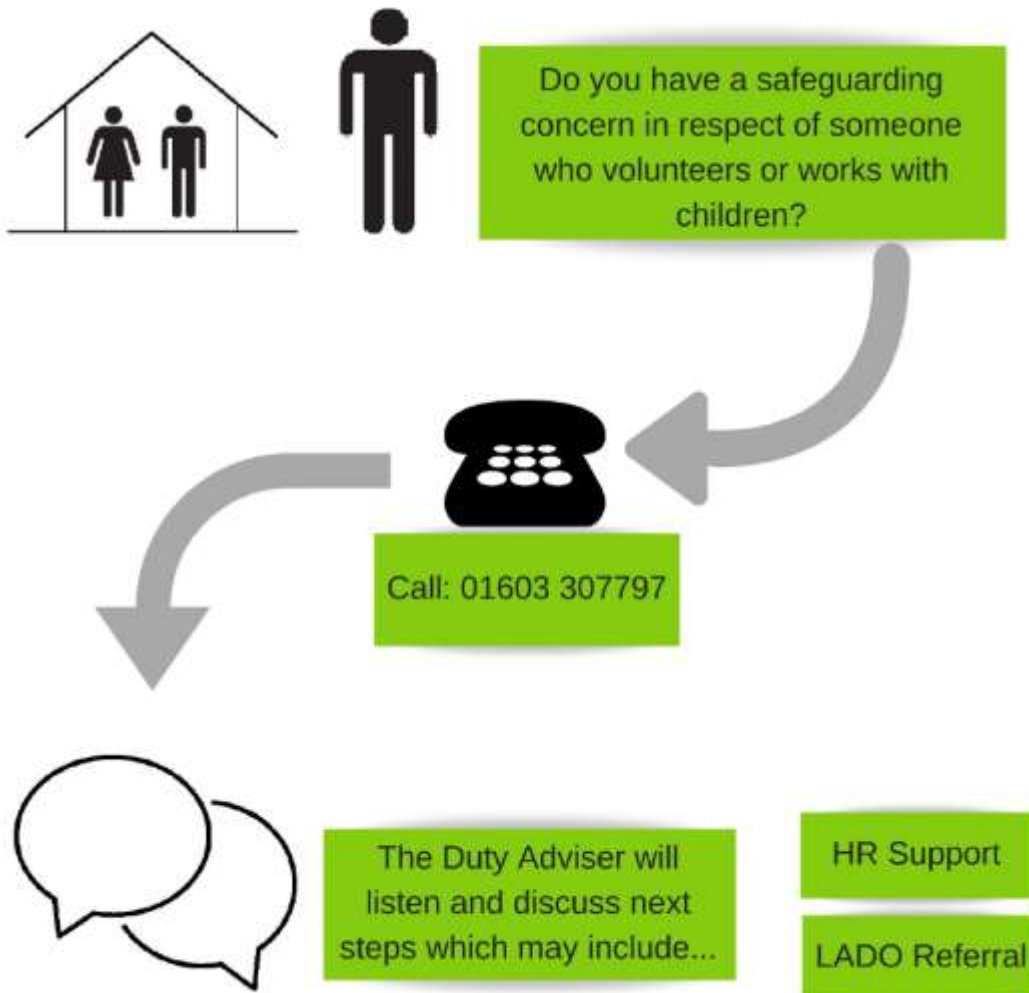 Do you have a safeguarding
concern in respect of someone
who volunteers or works with
children?
Call: 01603 307797
The Duty Adviser will
listen and discuss next
steps which may include...
HR Support
LADO Referral